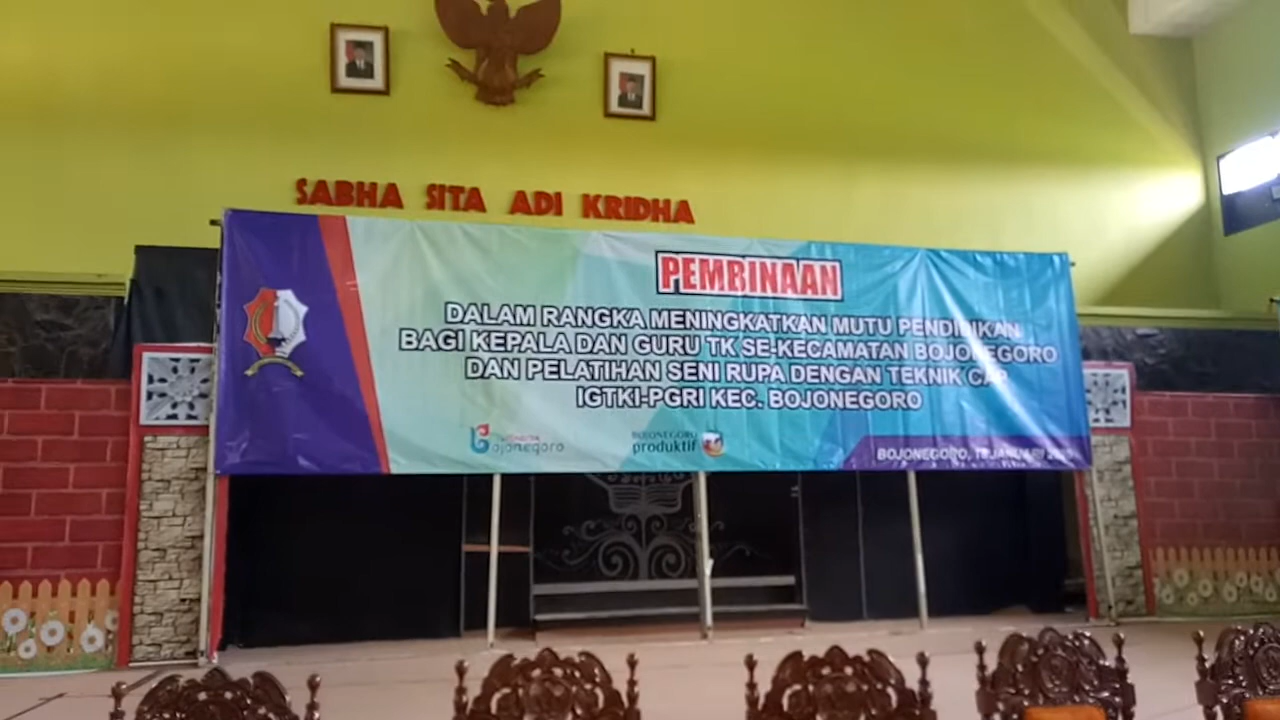 SABHA SITA ADI KRIDHA
PEMBINAAN
DALAM RANGKA MENINGKATKAN MUTU PENDIDIKAN
BAGI KEPALA DAN GURU TK SE-KECAMATAN BOJONEGORO
DAN PELATIHAN SENI RUPA DENGAN TEKNIK CAP
IGTKI-PGRI KEC. BOJONEGORO
Bojonegoro
BOJONEGORO
produktif
BOJONEGORO, JANUARI